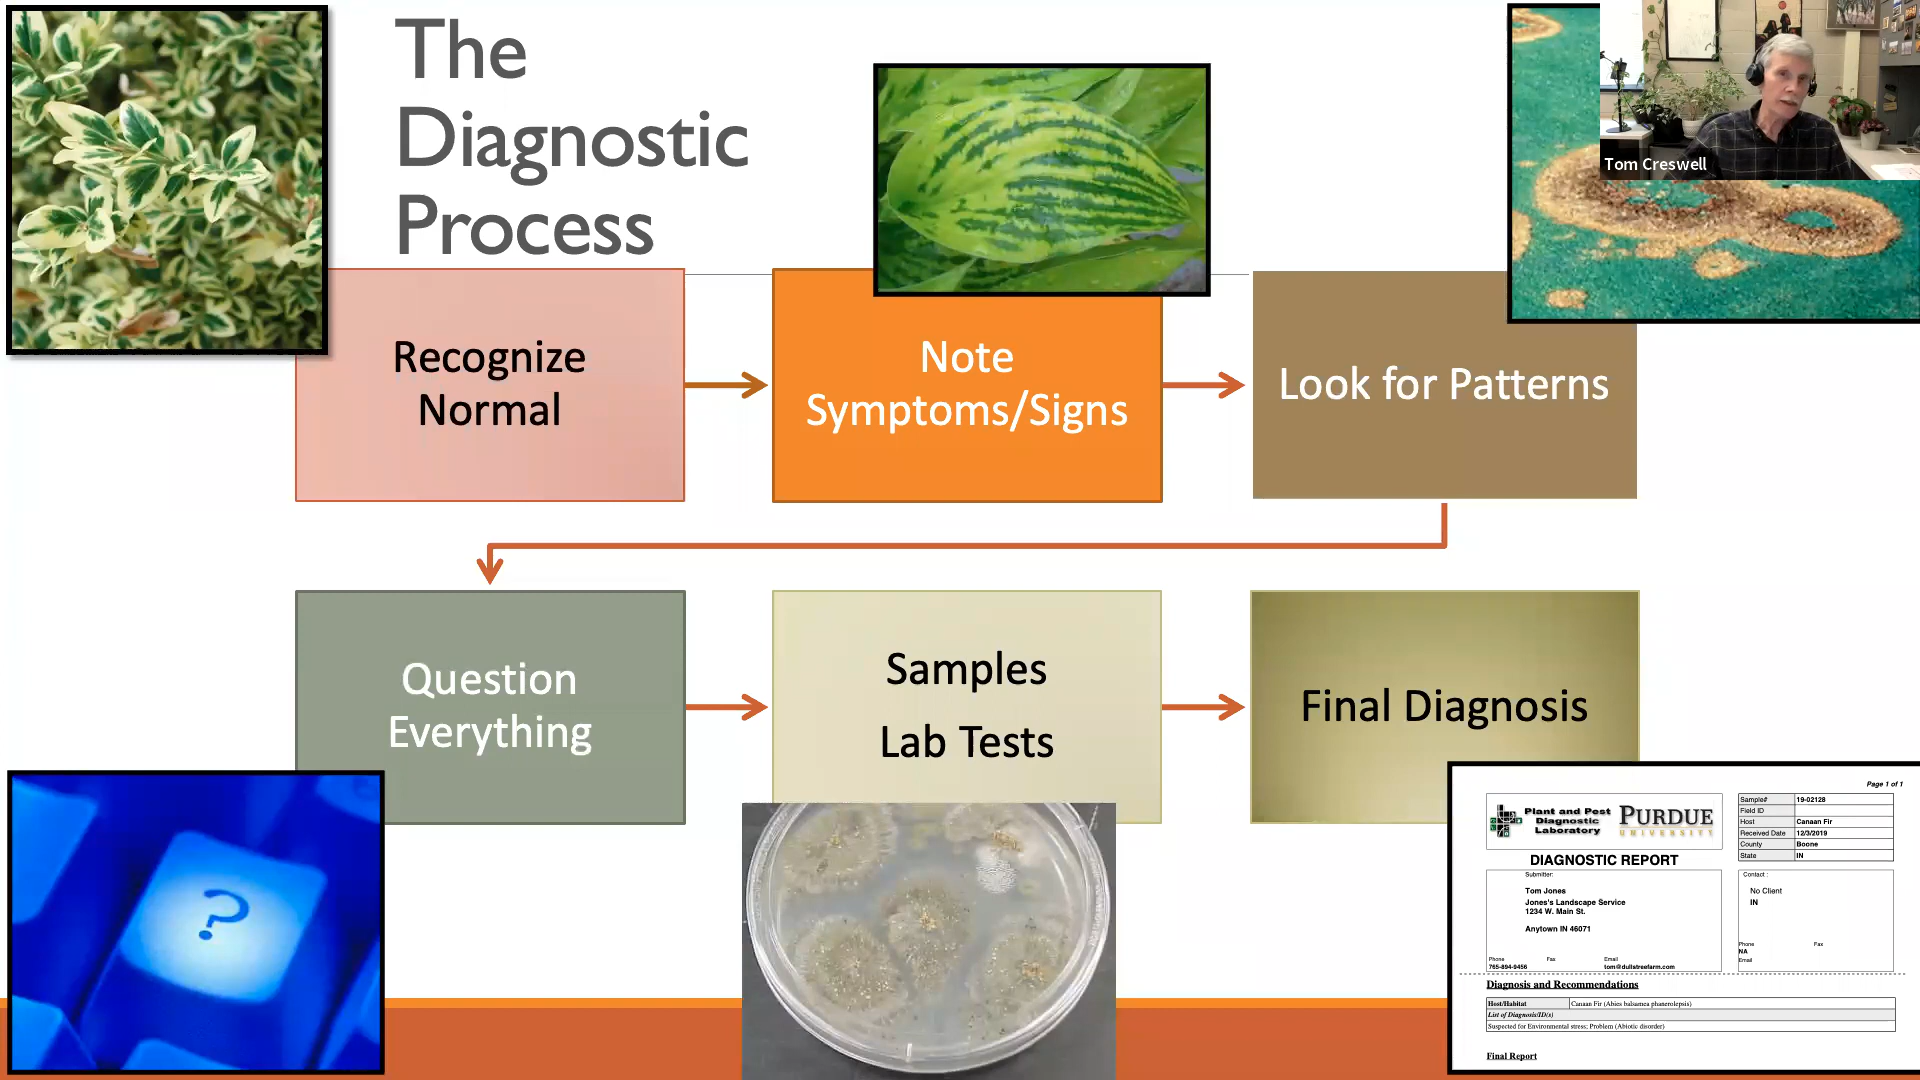 The
Diagnostic
Process
Tom Creswell
Recognize
Normal
Note
Symptoms/Signs
Look for Patterns
Question
Everything
Samples
Lab Tests
Final Diagnosis
?
Page 1 of 1
Plant and Pest
Diagnostic
Laboratory
PURDUE
UNIVERSITY
Sample# 19-02128
Field ID
Host Canaan Fir
Received Date 12/3/2019
County Boone
State IN
DIAGNOSTIC REPORT
Submitter:
Tom Jones
Jones's Landscape Service
1234 W. Main St.
Anytown IN 46071
Phone Fax Email
765-894-9456 tom@dullstreefarm.com
Contact :
No Client
IN
Phone Fax
NA
Email
Diagnosis and Recommendations
Host/Habitat Canaan Fir (Abies balsamea phanerolepsis)
List of Diagnosis/ID(s)
Suspected for Environmental stress; Problem (Abiotic disorder)
Final Report